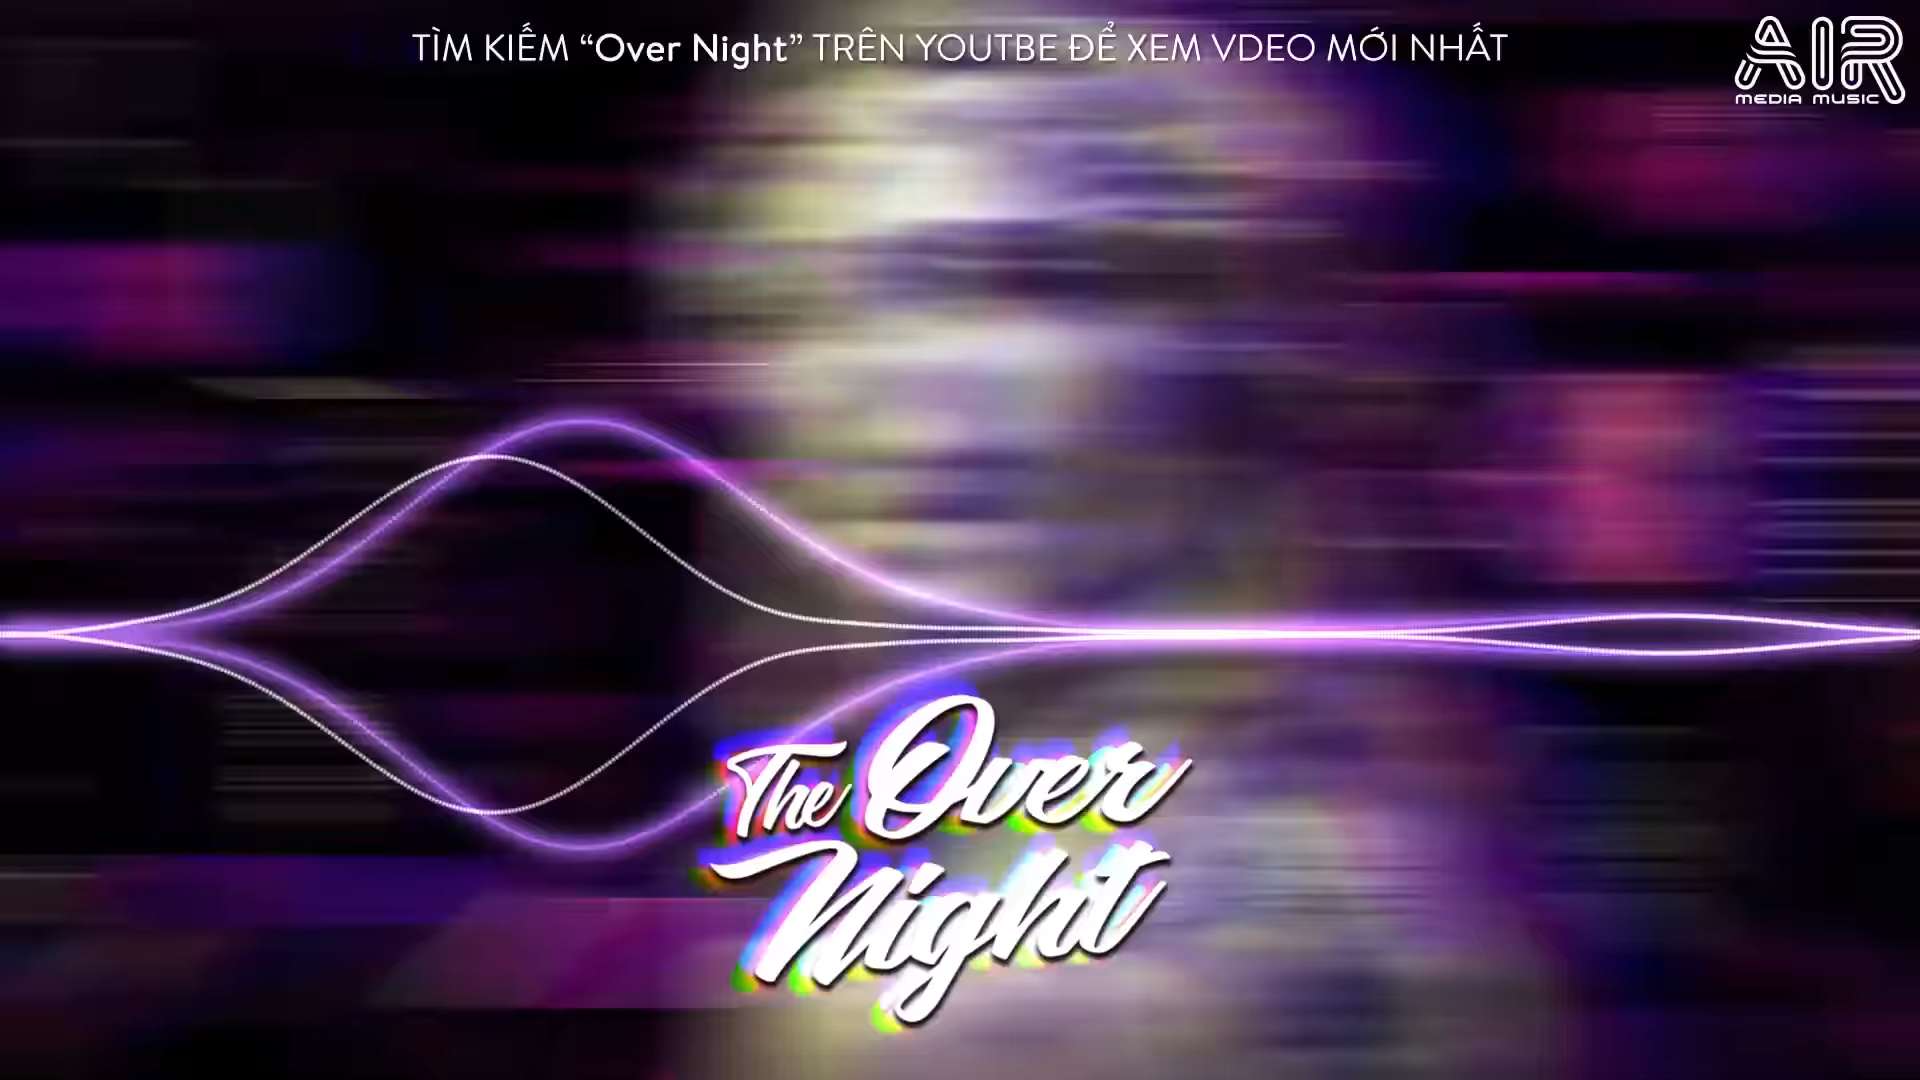 TÌM KIẾM “Over Night” TRÊN YOUTBE ĐỂ XEM VDEO MỚI NHẤT
AIR
MEDIA MUSIC
The Over
Night